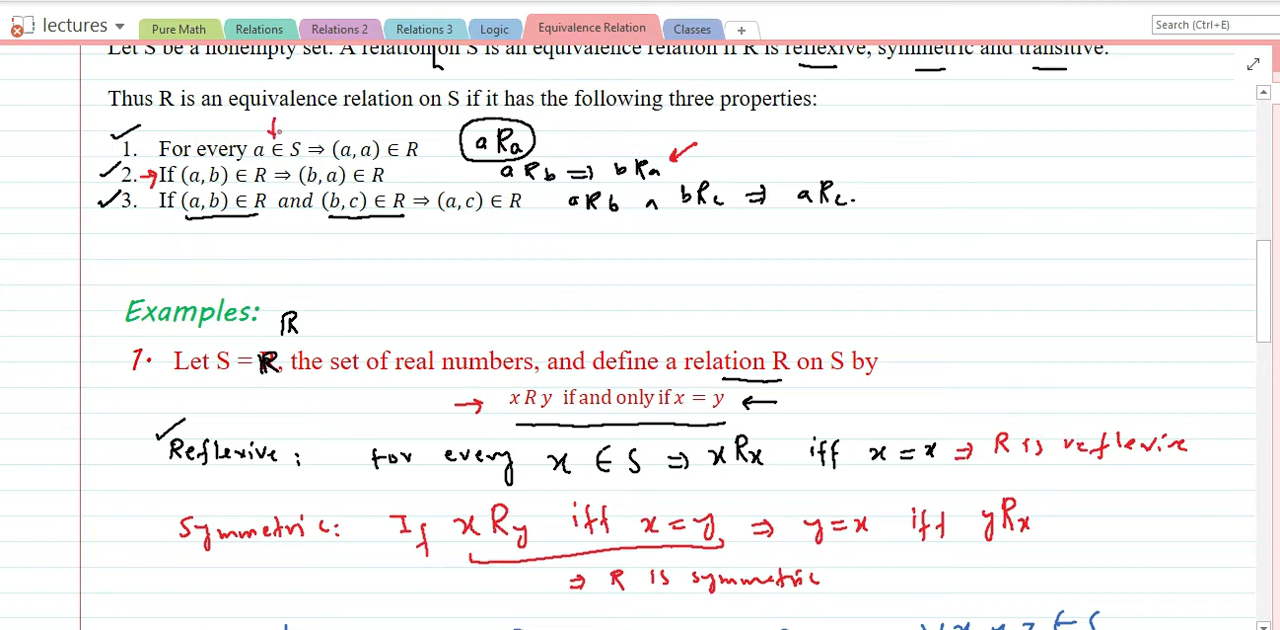 lectures Pure Math Relations Relations 2 Relations 3 Logic Equivalence Relation Classes + Search (Ctrl+E)
Let S be a nonempty set. A relation on S is an equivalence relation if R is reflexive, symmetric and transitive.
Thus R is an equivalence relation on S if it has the following three properties:
1. For every a ∈ S ⇒ (a, a) ∈ R aRa
2. If (a, b) ∈ R ⇒ (b, a) ∈ R aRb ⇒ bRa
3. If (a, b) ∈ R and (b, c) ∈ R ⇒ (a, c) ∈ R aRb ∧ bRc ⇒ aRc.
Examples:
ℝ
1. Let S = ℝ, the set of real numbers, and define a relation R on S by
→ x R y if and only if x = y ←
Reflexive: for every x ∈ S ⇒ xRx iff x = x ⇒ R is reflexive
Symmetric: If xRy iff x = y ⇒ y = x iff yRx
⇒ R is symmetric